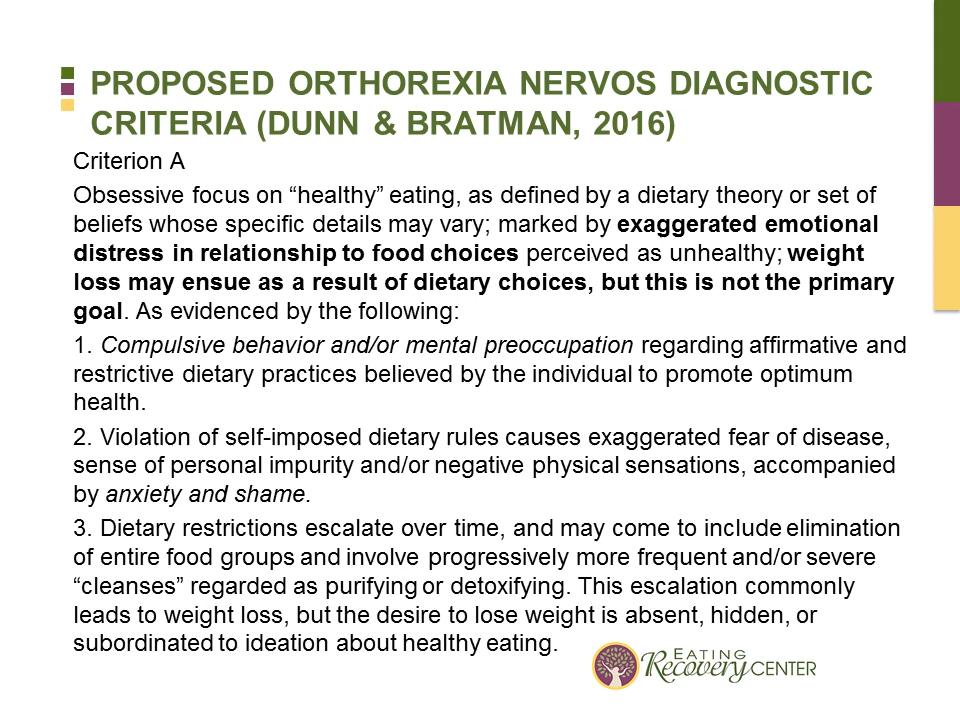 PROPOSED ORTHOREXIA NERVOS DIAGNOSTIC
CRITERIA (DUNN & BRATMAN, 2016)
Criterion A
Obsessive focus on “healthy” eating, as defined by a dietary theory or set of
beliefs whose specific details may vary; marked by exaggerated emotional
distress in relationship to food choices perceived as unhealthy; weight
loss may ensue as a result of dietary choices, but this is not the primary
goal. As evidenced by the following:
1. Compulsive behavior and/or mental preoccupation regarding affirmative and
restrictive dietary practices believed by the individual to promote optimum
health.
2. Violation of self-imposed dietary rules causes exaggerated fear of disease,
sense of personal impurity and/or negative physical sensations, accompanied
by anxiety and shame.
3. Dietary restrictions escalate over time, and may come to include elimination
of entire food groups and involve progressively more frequent and/or severe
“cleanses” regarded as purifying or detoxifying. This escalation commonly
leads to weight loss, but the desire to lose weight is absent, hidden, or
subordinated to ideation about healthy eating.
EATING
Recovery CENTER